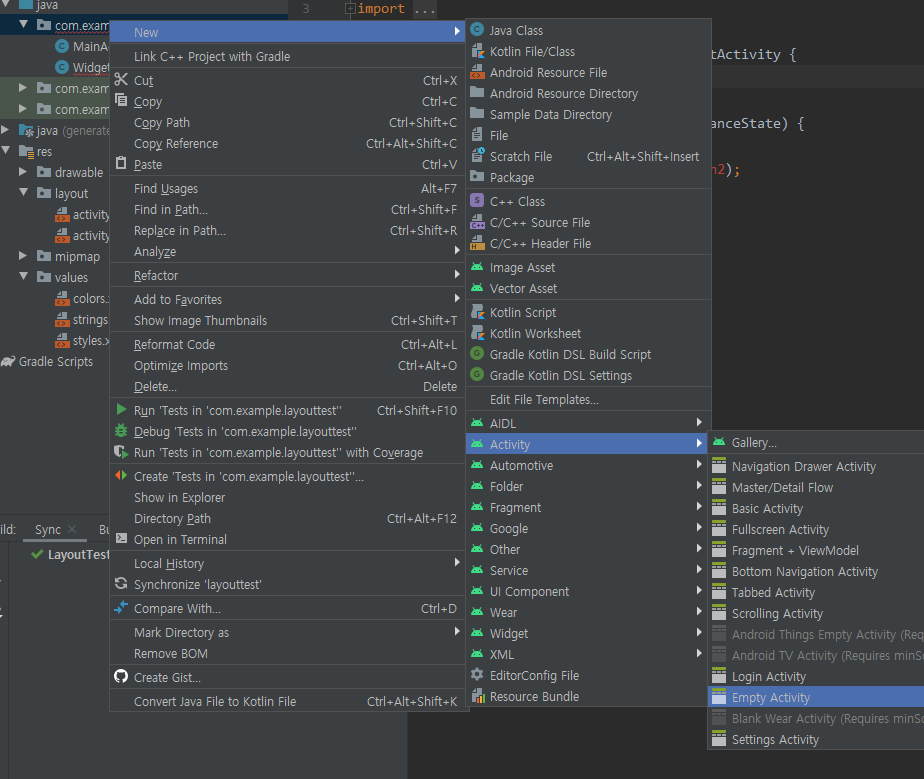 java
com.exam
MainA
Widget
com.exam
com.exam
java (generate
res
drawable
layout
activity
activity
mipmap
values
colors.
strings
styles.x
Gradle Scripts
ild: Sync × Bu
LayoutTest
3 import ...
tActivity {
anceState) {
n2);
New
Link C++ Project with Gradle
Cut Ctrl+X
Copy Ctrl+C
Copy Path Ctrl+Shift+C
Copy Reference Ctrl+Alt+Shift+C
Paste Ctrl+V
Find Usages Alt+F7
Find in Path... Ctrl+Shift+F
Replace in Path... Ctrl+Shift+R
Analyze
Refactor
Add to Favorites
Show Image Thumbnails Ctrl+Shift+T
Reformat Code Ctrl+Alt+L
Optimize Imports Ctrl+Alt+O
Delete... Delete
Run 'Tests in 'com.example.layouttest'' Ctrl+Shift+F10
Debug 'Tests in 'com.example.layouttest''
Run 'Tests in 'com.example.layouttest'' with Coverage
Create 'Tests in 'com.example.layouttest''...
Show in Explorer
Directory Path Ctrl+Alt+F12
Open in Terminal
Local History
Synchronize 'layouttest'
Compare With... Ctrl+D
Mark Directory as
Remove BOM
Create Gist...
Convert Java File to Kotlin File Ctrl+Alt+Shift+K
Java Class
Kotlin File/Class
Android Resource File
Android Resource Directory
Sample Data Directory
File
Scratch File Ctrl+Alt+Shift+Insert
Package
C++ Class
C/C++ Source File
C/C++ Header File
Image Asset
Vector Asset
Kotlin Script
Kotlin Worksheet
Gradle Kotlin DSL Build Script
Gradle Kotlin DSL Settings
Edit File Templates...
AIDL
Activity
Automotive
Folder
Fragment
Google
Other
Service
UI Component
Wear
Widget
XML
EditorConfig File
Resource Bundle
Gallery...
Navigation Drawer Activity
Master/Detail Flow
Basic Activity
Fullscreen Activity
Fragment + ViewModel
Bottom Navigation Activity
Tabbed Activity
Scrolling Activity
Android Things Empty Activity (Req
Android TV Activity (Requires minS
Login Activity
Empty Activity
Blank Wear Activity (Requires minSc
Settings Activity